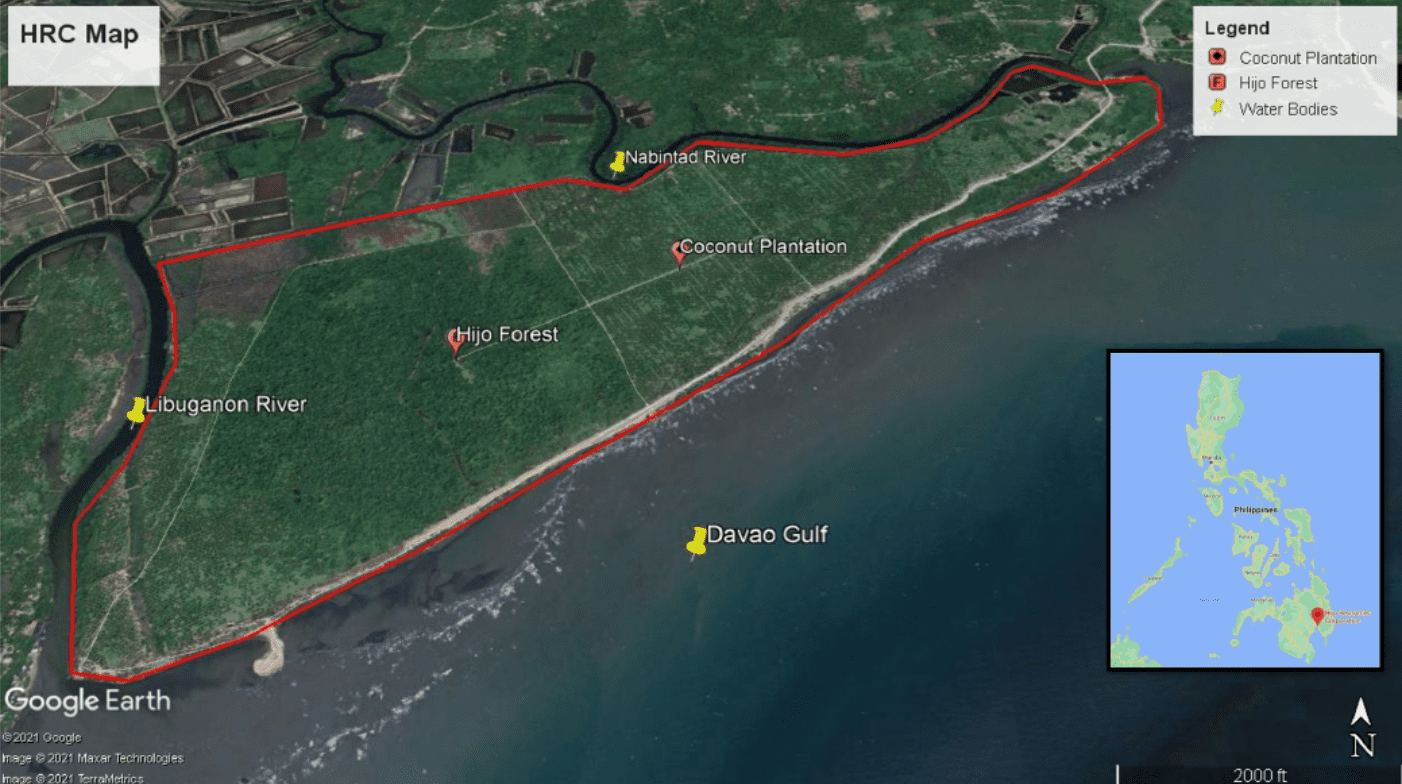 HRC Map
Legend
Coconut Plantation
F
Hijo Forest
Water Bodies
Nabintad River
Coconut Plantation
Hijo Forest
Libuganon River
Davao Gulf
Philippines
Google Earth
©2021 Google
Image © 2021 Maxar Technologies
Image © 2021 TerraMetrics
N
2000 ft